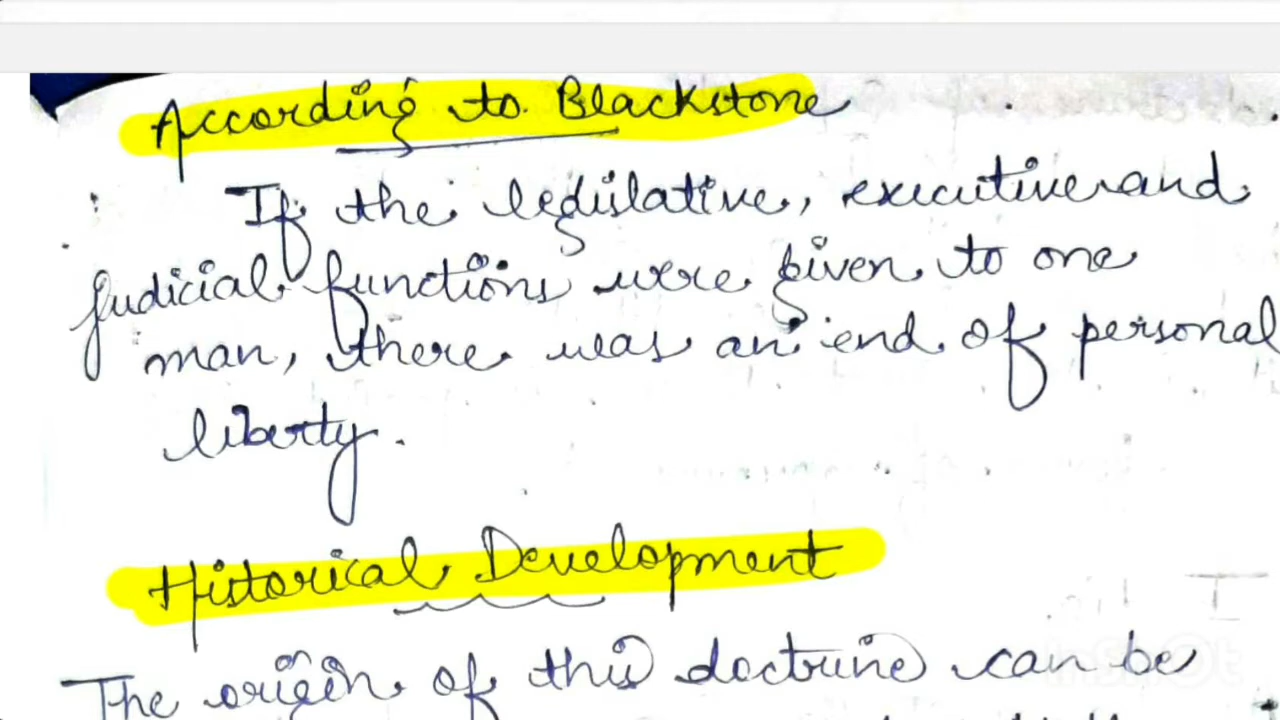 According to Blackstone
If the legislative, executive and
judicial functions were given to one
man, there was an end of personal
liberty.
Historical Development
The origin of this doctrine can be
InShOt